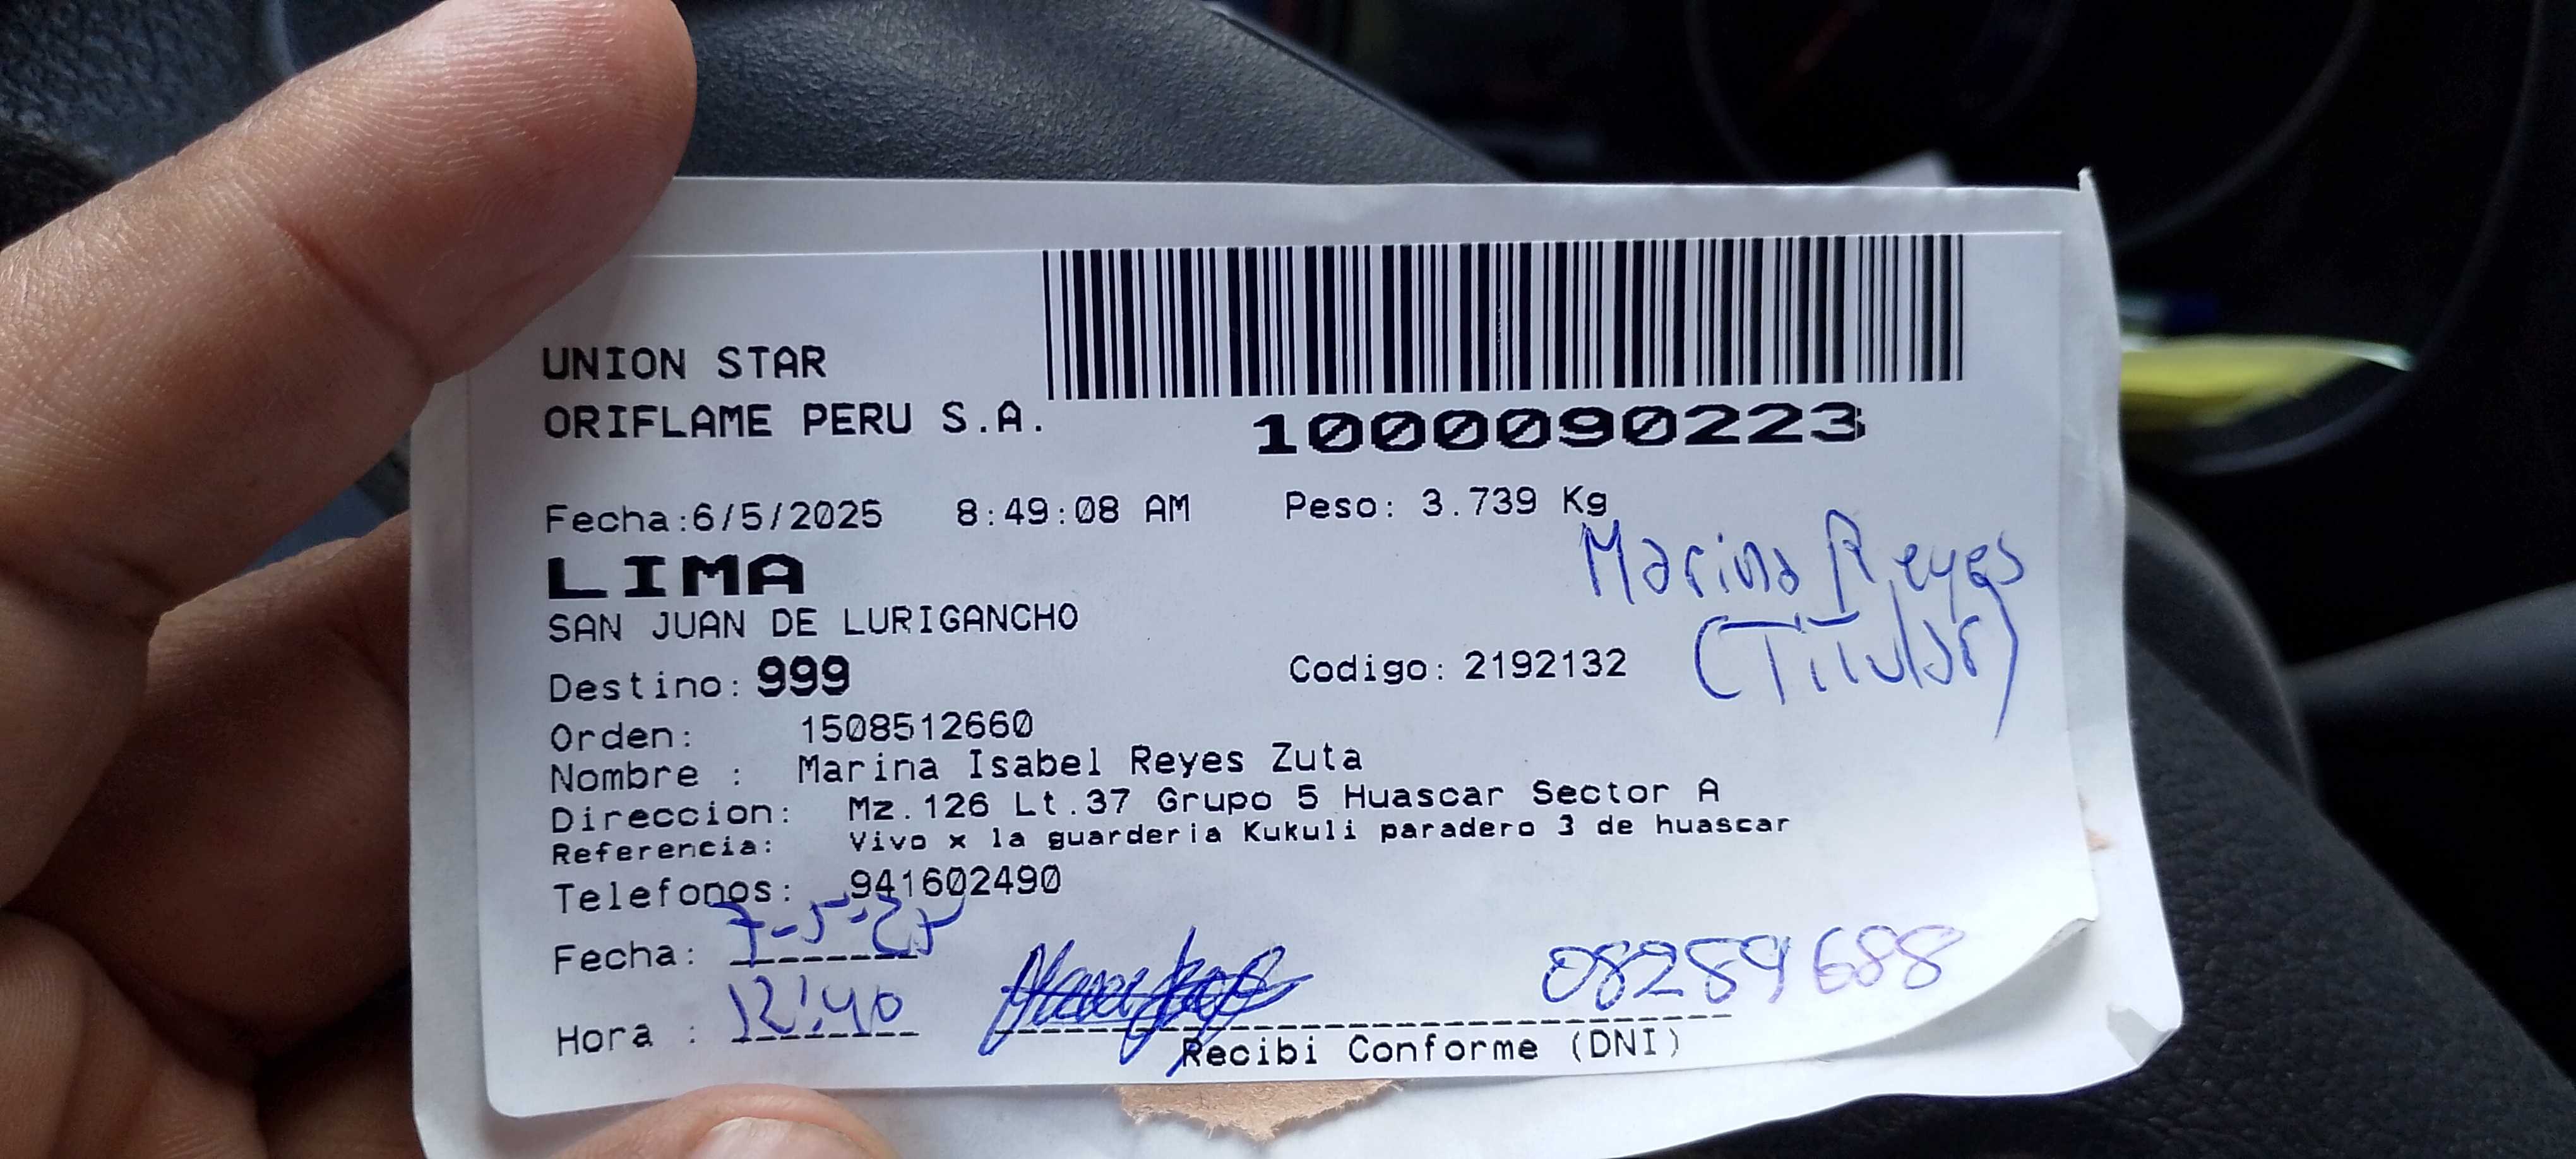 UNION STAR
ORIFLAME PERU S.A.
1000090223
Fecha:6/5/2025 8:49:08 AM Peso: 3.739 Kg
Marina Reyes
(Titular)
LIMA
SAN JUAN DE LURIGANCHO
Destino: 999 Codigo: 2192132
Orden: 1508512660
Nombre : Marina Isabel Reyes Zuta
Direccion: Mz.126 Lt.37 Grupo 5 Huascar Sector A
Referencia: Vivo x la guarderia Kukuli paradero 3 de huascar
Telefonos: 941602490
Fecha: 7-5-25
Hora : 12:40
08259688
Recibi Conforme (DNI)